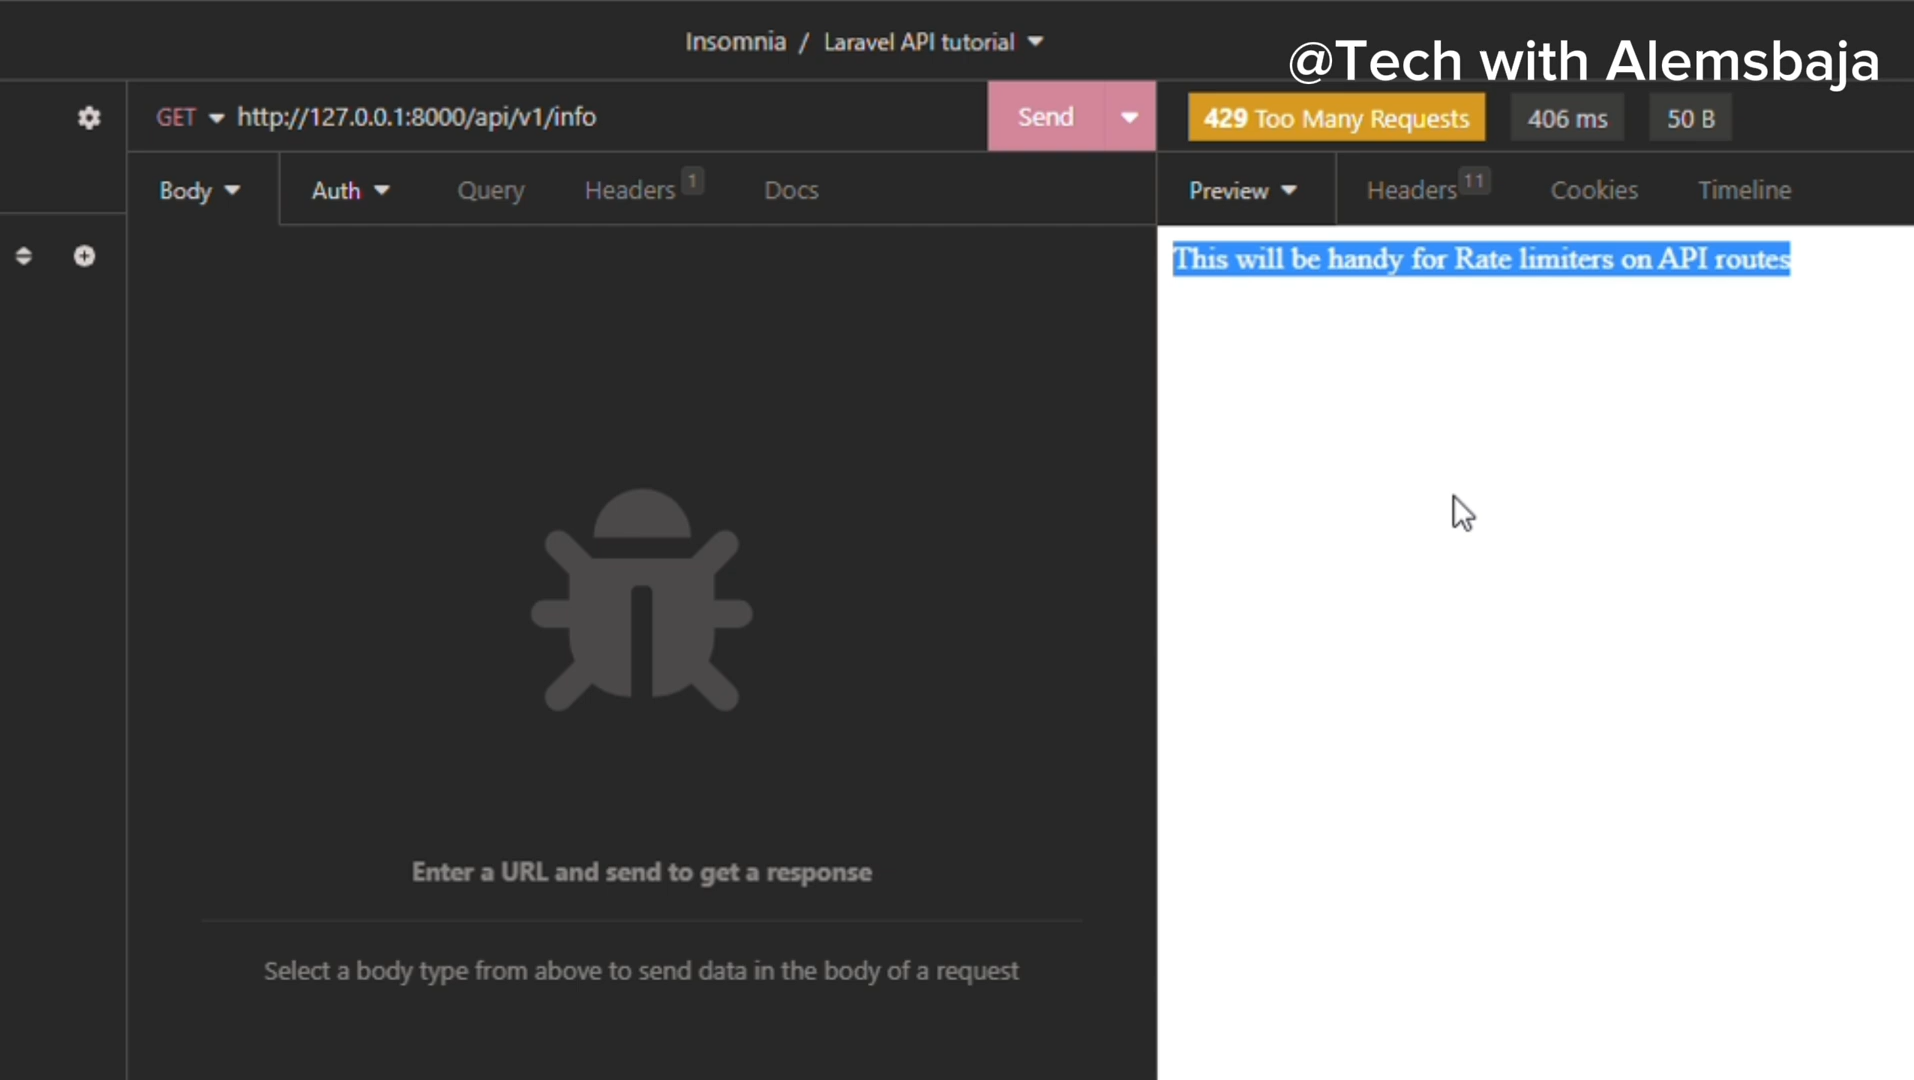 Insomnia / Laravel API tutorial
@Tech with Alemsbaja
GET http://127.0.0.1:8000/api/v1/info Send
429 Too Many Requests 406 ms 50 B
Body Auth Query Headers 1 Docs
Preview Headers 11 Cookies Timeline
This will be handy for Rate limiters on API routes
Enter a URL and send to get a response
Select a body type from above to send data in the body of a request